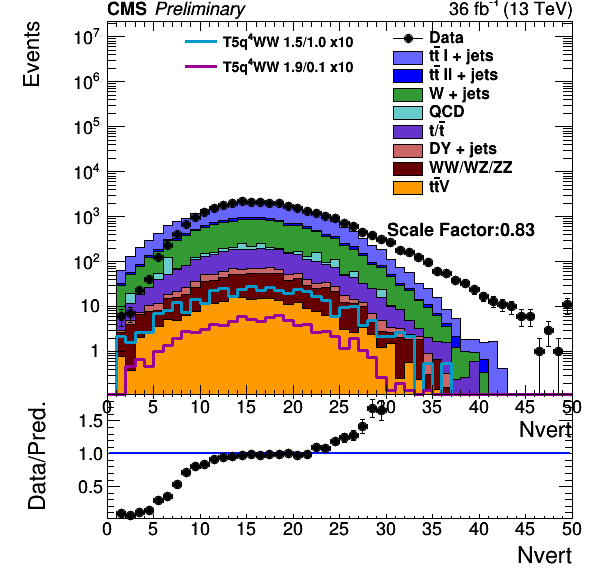 CMS Preliminary 36 fb⁻¹ (13 TeV)
Events
10⁷
10⁶
10⁵
10⁴
10³
10²
10
1
T5q⁴WW 1.5/1.0 x10
T5q⁴WW 1.9/0.1 x10
Data
tt̄ l + jets
tt̄ ll + jets
W + jets
QCD
t/t̄
DY + jets
WW/WZ/ZZ
tt̄V
Scale Factor:0.83
0 5 10 15 20 25 30 35 40 45 50
Nvert
Data/Pred.
1.5
1.0
0.5
0 5 10 15 20 25 30 35 40 45 50
Nvert